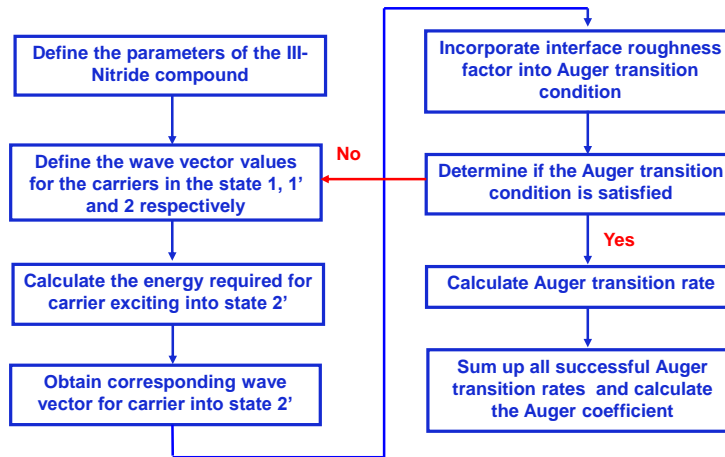 Define the parameters of the III-
Nitride compound
Define the wave vector values
for the carriers in the state 1, 1’
and 2 respectively
Calculate the energy required for
carrier exciting into state 2’
Obtain corresponding wave
vector for carrier into state 2’
Incorporate interface roughness
factor into Auger transition
condition
No
Determine if the Auger transition
condition is satisfied
Yes
Calculate Auger transition rate
Sum up all successful Auger
transition rates and calculate
the Auger coefficient